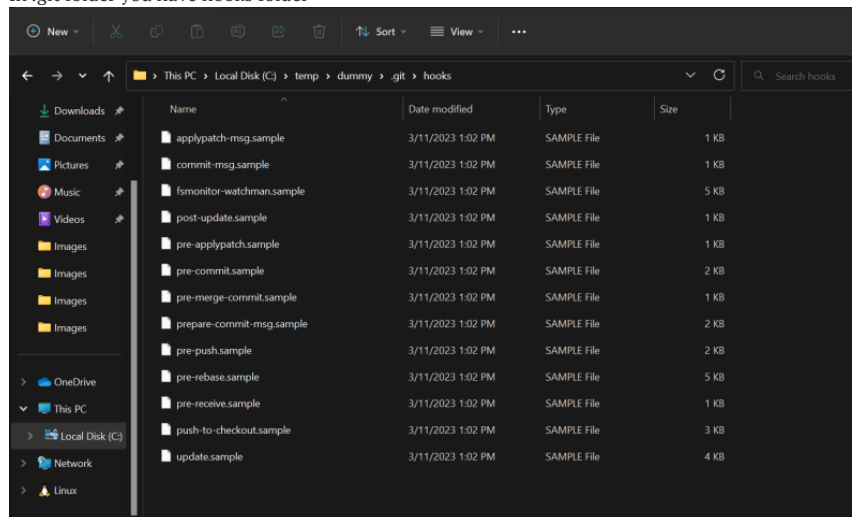 New
Sort
View
This PC > Local Disk (C:) > temp > dummy > .git > hooks
Search hooks
Downloads
Documents
Pictures
Music
Videos
Images
Images
Images
Images
OneDrive
This PC
Local Disk (C:)
Network
Linux
Name Date modified Type Size
applypatch-msg.sample 3/11/2023 1:02 PM SAMPLE File 1 KB
commit-msg.sample 3/11/2023 1:02 PM SAMPLE File 1 KB
fsmonitor-watchman.sample 3/11/2023 1:02 PM SAMPLE File 5 KB
post-update.sample 3/11/2023 1:02 PM SAMPLE File 1 KB
pre-applypatch.sample 3/11/2023 1:02 PM SAMPLE File 1 KB
pre-commit.sample 3/11/2023 1:02 PM SAMPLE File 2 KB
pre-merge-commit.sample 3/11/2023 1:02 PM SAMPLE File 1 KB
prepare-commit-msg.sample 3/11/2023 1:02 PM SAMPLE File 2 KB
pre-push.sample 3/11/2023 1:02 PM SAMPLE File 2 KB
pre-rebase.sample 3/11/2023 1:02 PM SAMPLE File 5 KB
pre-receive.sample 3/11/2023 1:02 PM SAMPLE File 1 KB
push-to-checkout.sample 3/11/2023 1:02 PM SAMPLE File 3 KB
update.sample 3/11/2023 1:02 PM SAMPLE File 4 KB